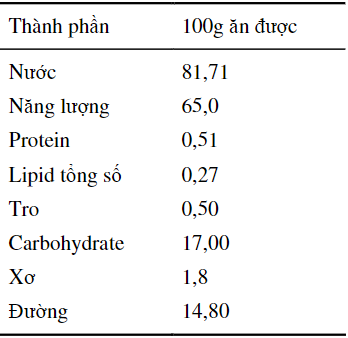 Thành phần 100g ăn được
Nước 81,71
Năng lượng 65,0
Protein 0,51
Lipid tổng số 0,27
Tro 0,50
Carbohydrate 17,00
Xơ 1,8
Đường 14,80